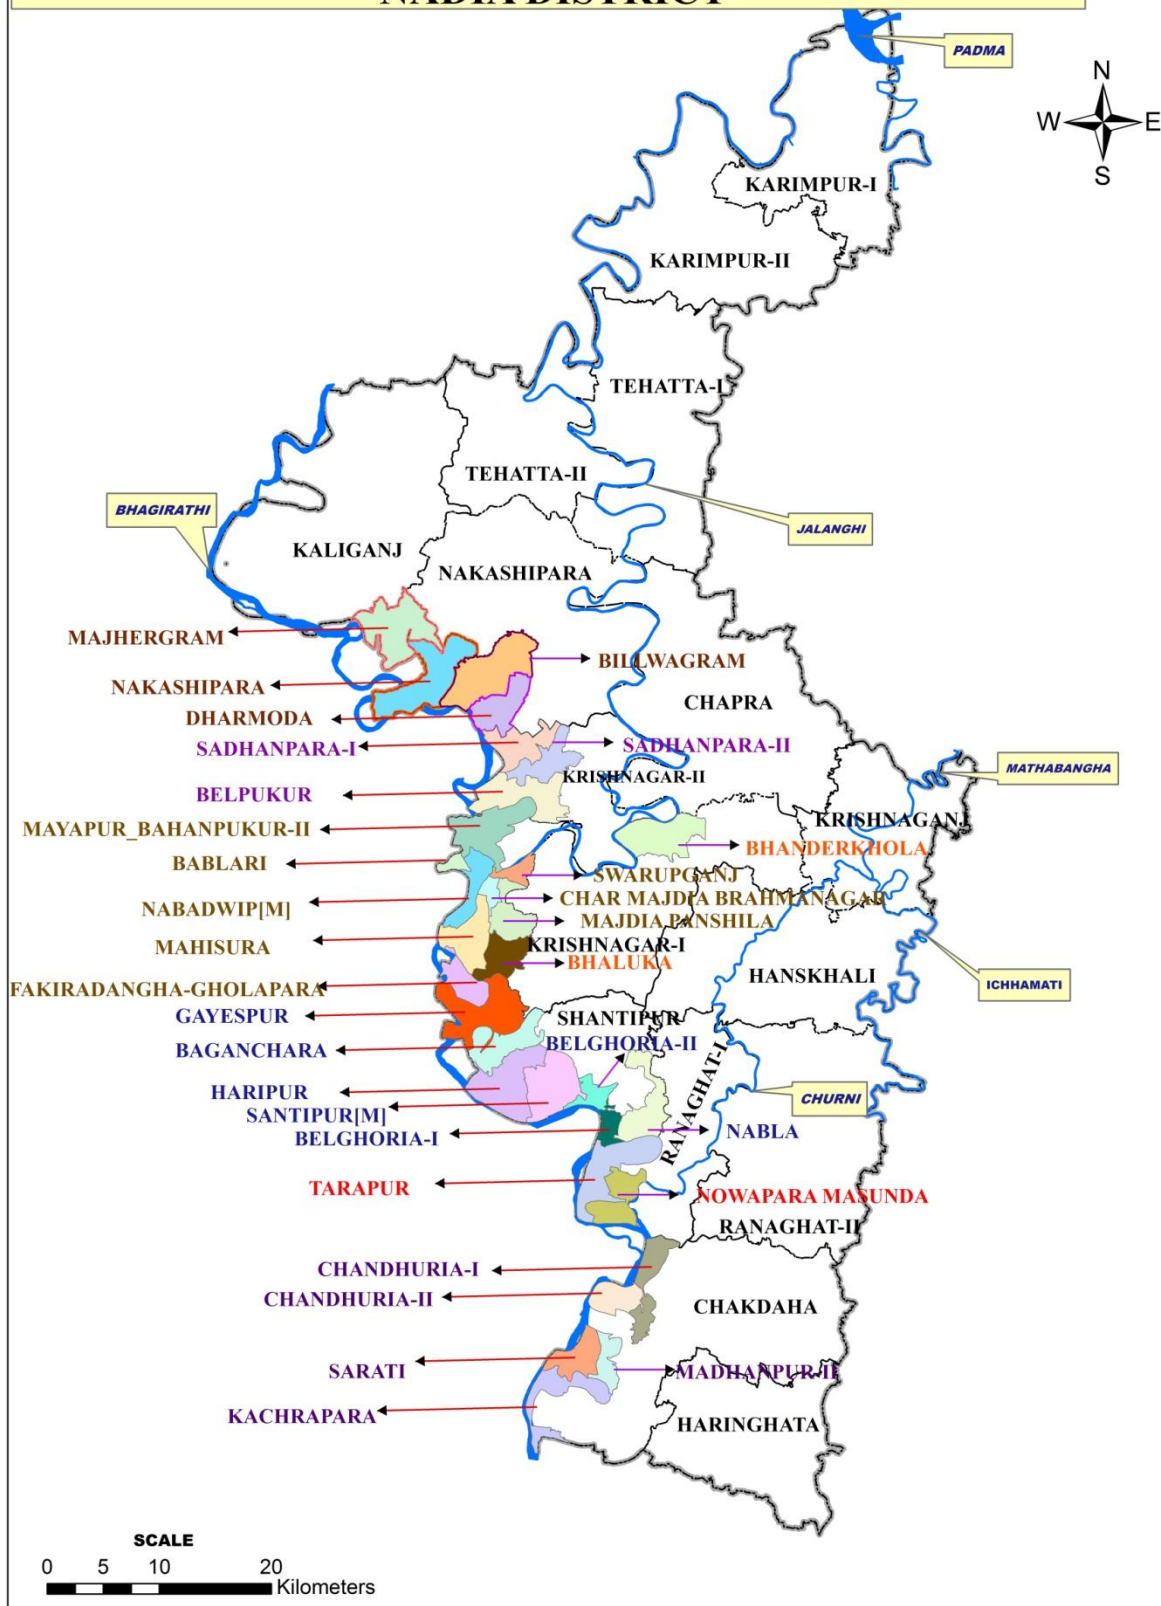 NADIA DISTRICT
PADMA
N
W E
S
KARIMPUR-I
KARIMPUR-II
TEHATTA-I
TEHATTA-II
BHAGIRATHI
JALANGHI
KALIGANJ
NAKASHIPARA
MAJHERGRAM
BILLWAGRAM
NAKASHIPARA
CHAPRA
DHARMODA
SADHANPARA-I
SADHANPARA-II
MATHABANGHA
KRISHNAGAR-II
BELPUKUR
KRISHNAGANJ
MAYAPUR_BAHANPUKUR-II
BHANDERKHOLA
BABLARI
SWARUPGANJ
CHAR MAJDIA BRAHMANAGAR
NABADWIP[M]
MAJDIA PANSHILA
MAHISURA
KRISHNAGAR-I
BHALUKA
HANSKHALI
ICHHAMATI
FAKIRADANGHA-GHOLAPARA
GAYESPUR
SHANTIPUR
BELGHORIA-II
BAGANCHARA
RANAGHAT-I
HARIPUR
CHURNI
SANTIPUR[M]
NABLA
BELGHORIA-I
TARAPUR
NOWAPARA MASUNDA
RANAGHAT-II
CHANDHURIA-I
CHANDHURIA-II
CHAKDAHA
SARATI
MADHANPUR-II
KACHRAPARA
HARINGHATA
SCALE
0 5 10 20
Kilometers